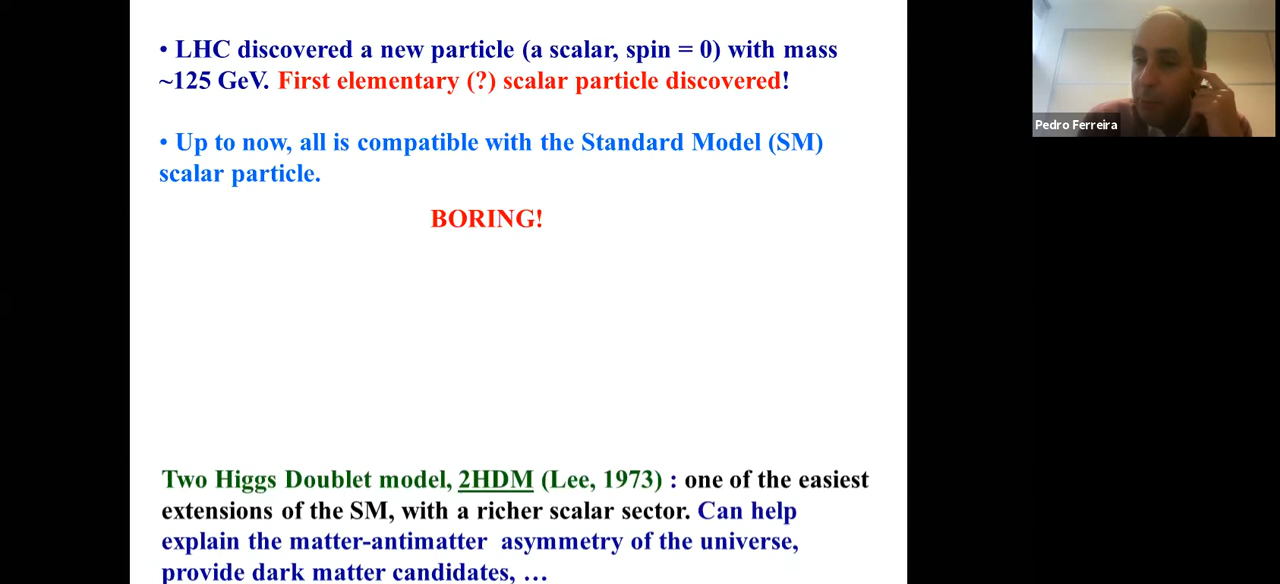 • LHC discovered a new particle (a scalar, spin = 0) with mass
~125 GeV. First elementary (?) scalar particle discovered!
• Up to now, all is compatible with the Standard Model (SM)
scalar particle.
BORING!
Two Higgs Doublet model, 2HDM (Lee, 1973) : one of the easiest
extensions of the SM, with a richer scalar sector. Can help
explain the matter-antimatter asymmetry of the universe,
provide dark matter candidates, …
Pedro Ferreira